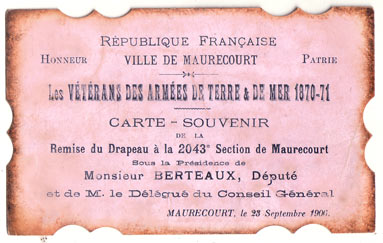 RÉPUBLIQUE FRANÇAISE
HONNEUR VILLE DE MAURECOURT PATRIE
Les VÉTÉRANS DES ARMÉES DE TERRE & DE MER 1870-71
CARTE - SOUVENIR
DE LA
Remise du Drapeau à la 2043e Section de Maurecourt
Sous la Présidence de
Monsieur BERTEAUX, Député
et de M. le Délégué du Conseil Général
MAURECOURT, le 23 Septembre 1906.